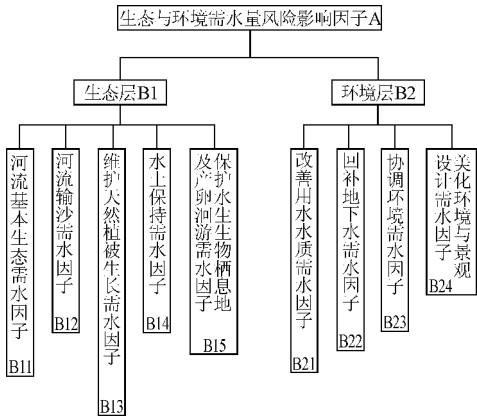 生态与环境需水量风险影响因子A
生态层B1
环境层B2
河流基本生态需水因子
B11
河流输沙需水因子
B12
维护天然植被生长需水因子
B13
水土保持需水因子
B14
保护水生生物栖息地
及产卵洄游需水因子
B15
改善用水水质需水因子
B21
回补地下水需水因子
B22
协调环境需水因子
B23
美化环境与景观
设计需水因子
B24